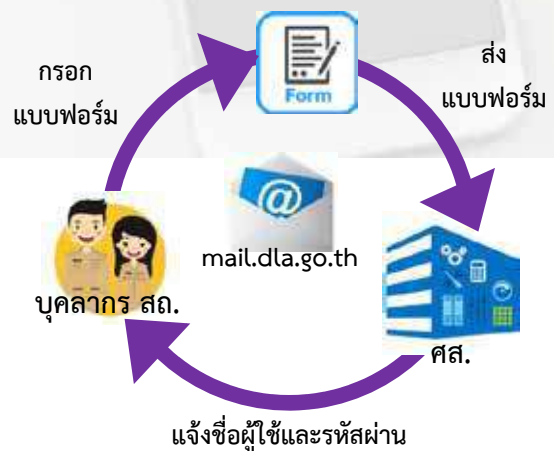 กรอก
แบบฟอร์ม
Form
ส่ง
แบบฟอร์ม
@
mail.dla.go.th
บุคลากร สถ.
ศส.
แจ้งชื่อผู้ใช้และรหัสผ่าน